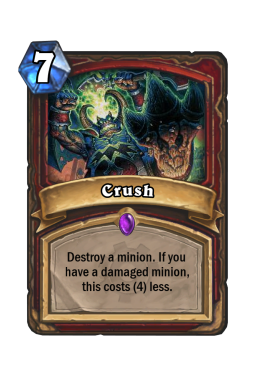 7
Crush
Destroy a minion. If you
have a damaged minion,
this costs (4) less.